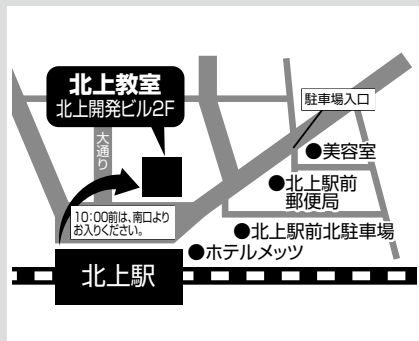 北上教室
北上開発ビル2F
駐車場入口
大通り
●美容室
●北上駅前
郵便局
10:00前は、南口より
お入りください。
●北上駅前北駐車場
●ホテルメッツ
北上駅